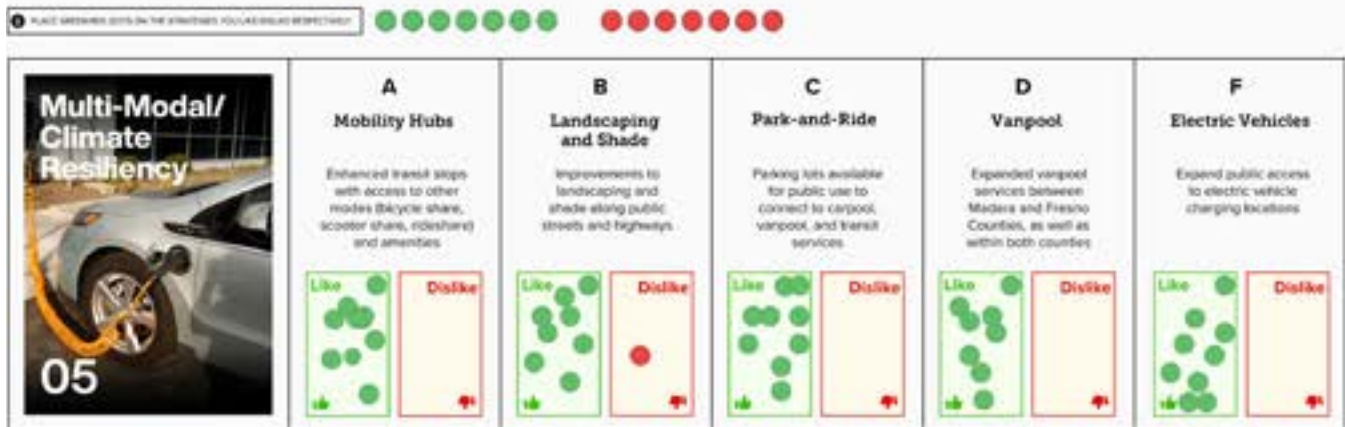 PLACE GREEN/RED DOTS ON THE STRATEGIES YOU LIKE/DISLIKE RESPECTIVELY
Multi-Modal/
Climate
Resiliency
05
A
Mobility Hubs
Enhanced transit stops
with access to other
modes (bicycle share,
scooter share, rideshare)
and amenities
Like
Dislike
B
Landscaping
and Shade
Improvements to
landscaping and
shade along public
streets and highways
Like
Dislike
C
Park-and-Ride
Parking lots available
for public use to
connect to carpool,
vanpool, and transit
services
Like
Dislike
D
Vanpool
Expanded vanpool
services between
Madera and Fresno
Counties, as well as
within both counties
Like
Dislike
F
Electric Vehicles
Expand public access
to electric vehicle
charging locations
Like
Dislike